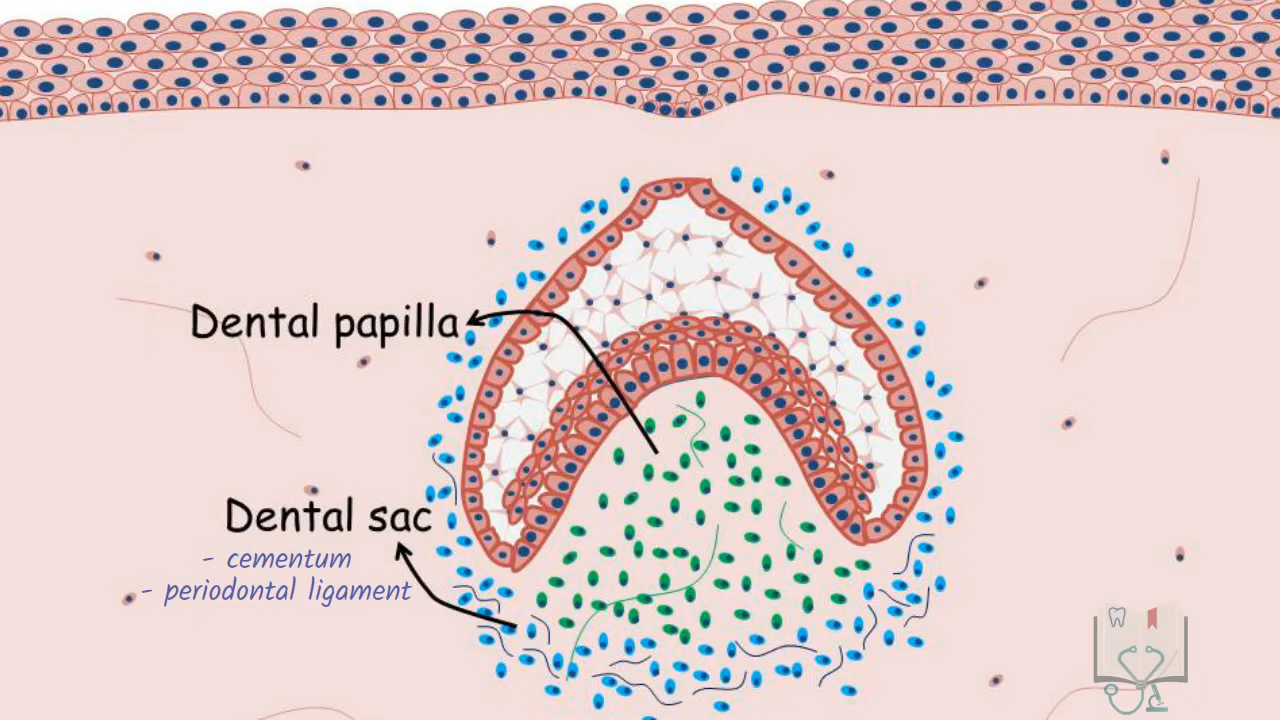 Dental papilla
Dental sac
- cementum
- periodontal ligament